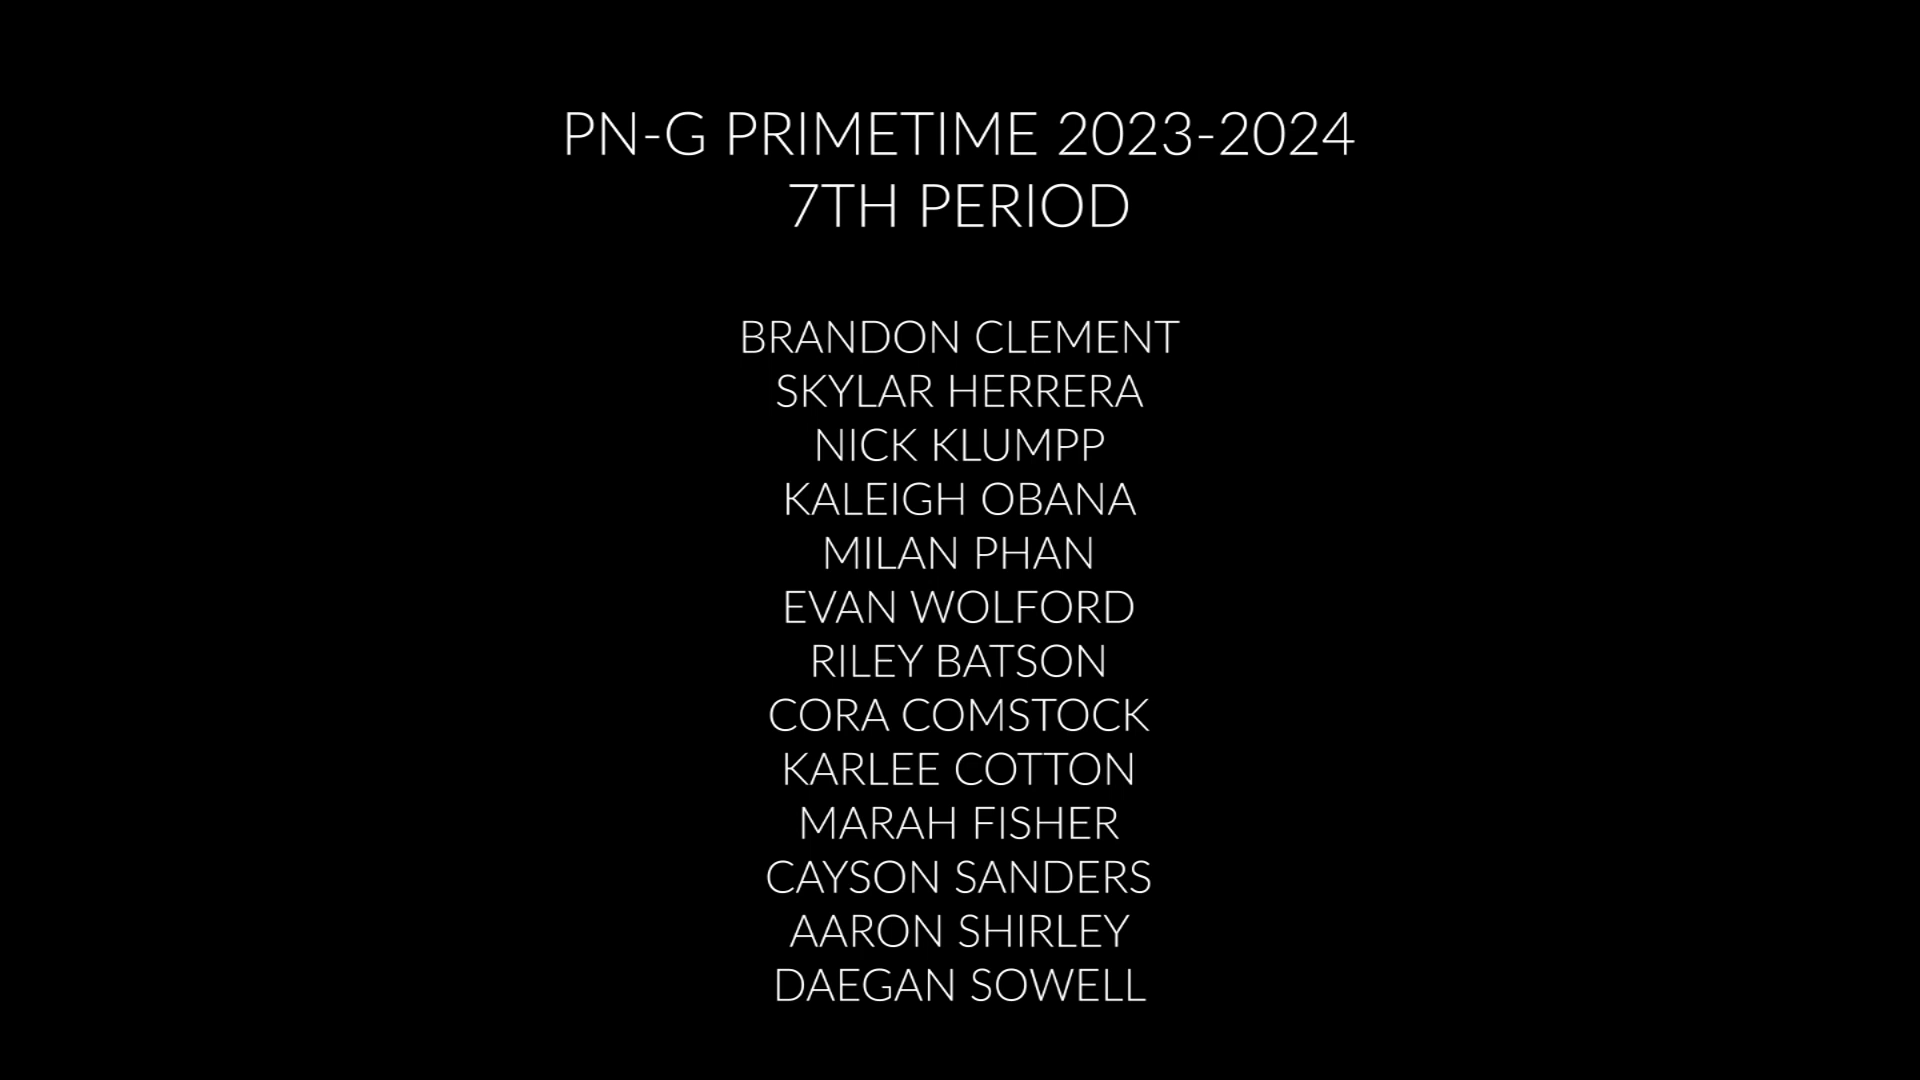 PN-G PRIMETIME 2023-2024
7TH PERIOD
BRANDON CLEMENT
SKYLAR HERRERA
NICK KLUMPP
KALEIGH OBANA
MILAN PHAN
EVAN WOLFORD
RILEY BATSON
CORA COMSTOCK
KARLEE COTTON
MARAH FISHER
CAYSON SANDERS
AARON SHIRLEY
DAEGAN SOWELL